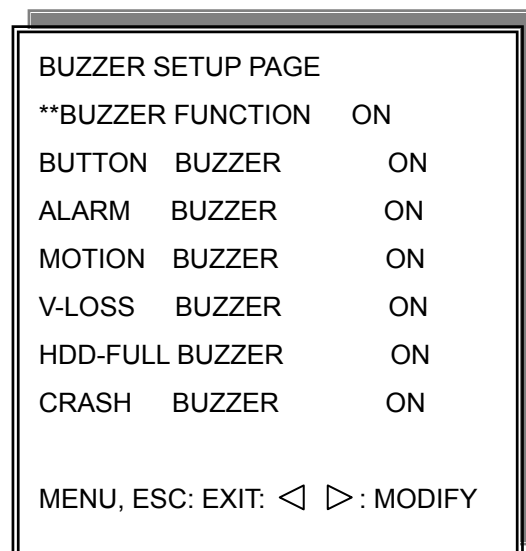 BUZZER SETUP PAGE
**BUZZER FUNCTION ON
BUTTON BUZZER ON
ALARM BUZZER ON
MOTION BUZZER ON
V-LOSS BUZZER ON
HDD-FULL BUZZER ON
CRASH BUZZER ON
MENU, ESC: EXIT: ◁ ▷ : MODIFY